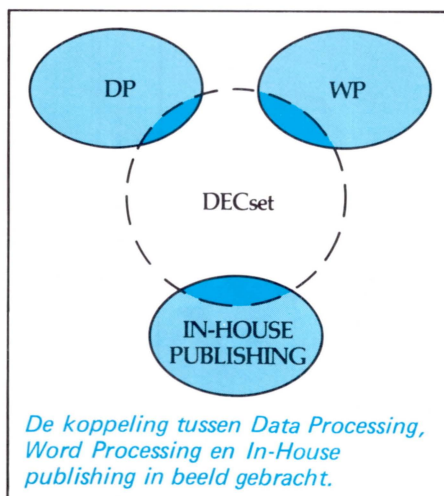 DP
WP
DECset
IN-HOUSE
PUBLISHING
De koppeling tussen Data Processing,
Word Processing en In-House
publishing in beeld gebracht.